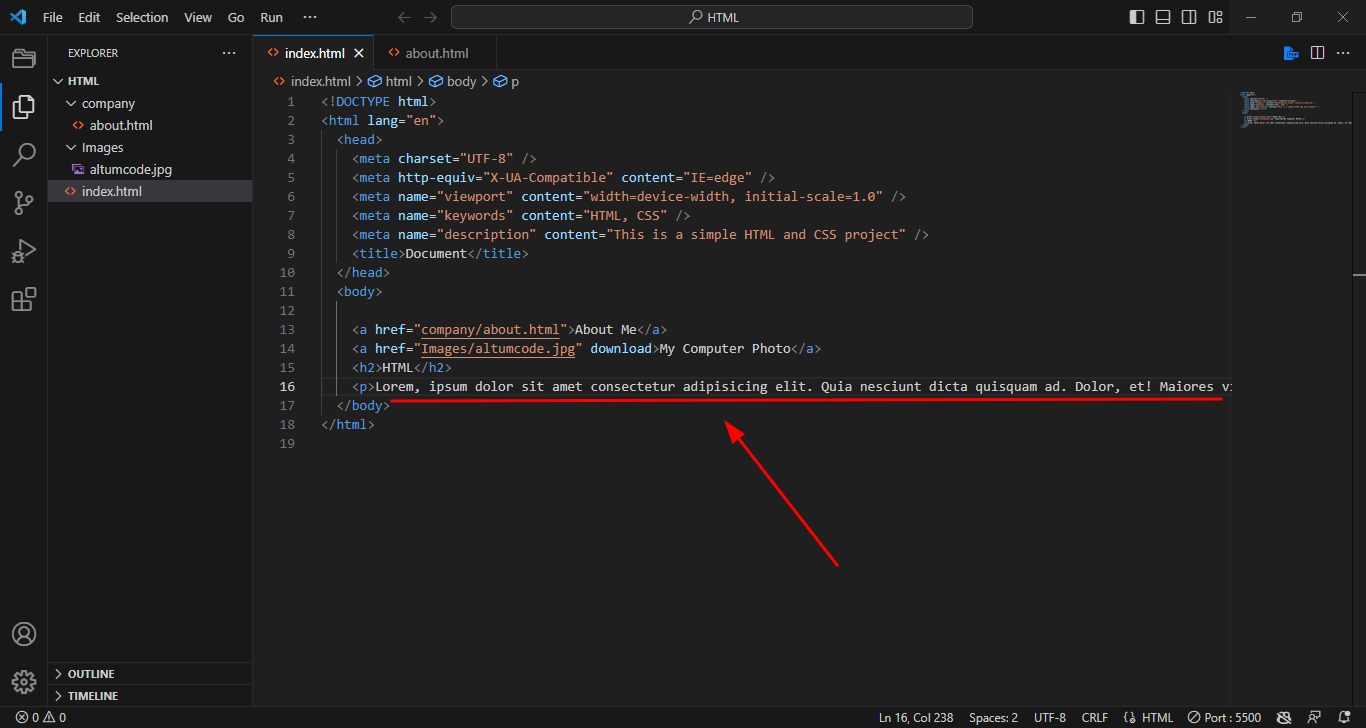 File Edit Selection View Go Run ···
HTML
EXPLORER ···
HTML
company
about.html
Images
altumcode.jpg
index.html
OUTLINE
TIMELINE
index.html about.html
index.html > html > body > p
1 <!DOCTYPE html>
2 <html lang="en">
3 <head>
4 <meta charset="UTF-8" />
5 <meta http-equiv="X-UA-Compatible" content="IE=edge" />
6 <meta name="viewport" content="width=device-width, initial-scale=1.0" />
7 <meta name="keywords" content="HTML, CSS" />
8 <meta name="description" content="This is a simple HTML and CSS project" />
9 <title>Document</title>
10 </head>
11 <body>
12
13 <a href="company/about.html">About Me</a>
14 <a href="Images/altumcode.jpg" download>My Computer Photo</a>
15 <h2>HTML</h2>
16 <p>Lorem, ipsum dolor sit amet consectetur adipisicing elit. Quia nesciunt dicta quisquam ad. Dolor, et! Maiores
17 </body>
18 </html>
19
0 0 Ln 16, Col 238 Spaces: 2 UTF-8 CRLF HTML Port : 5500